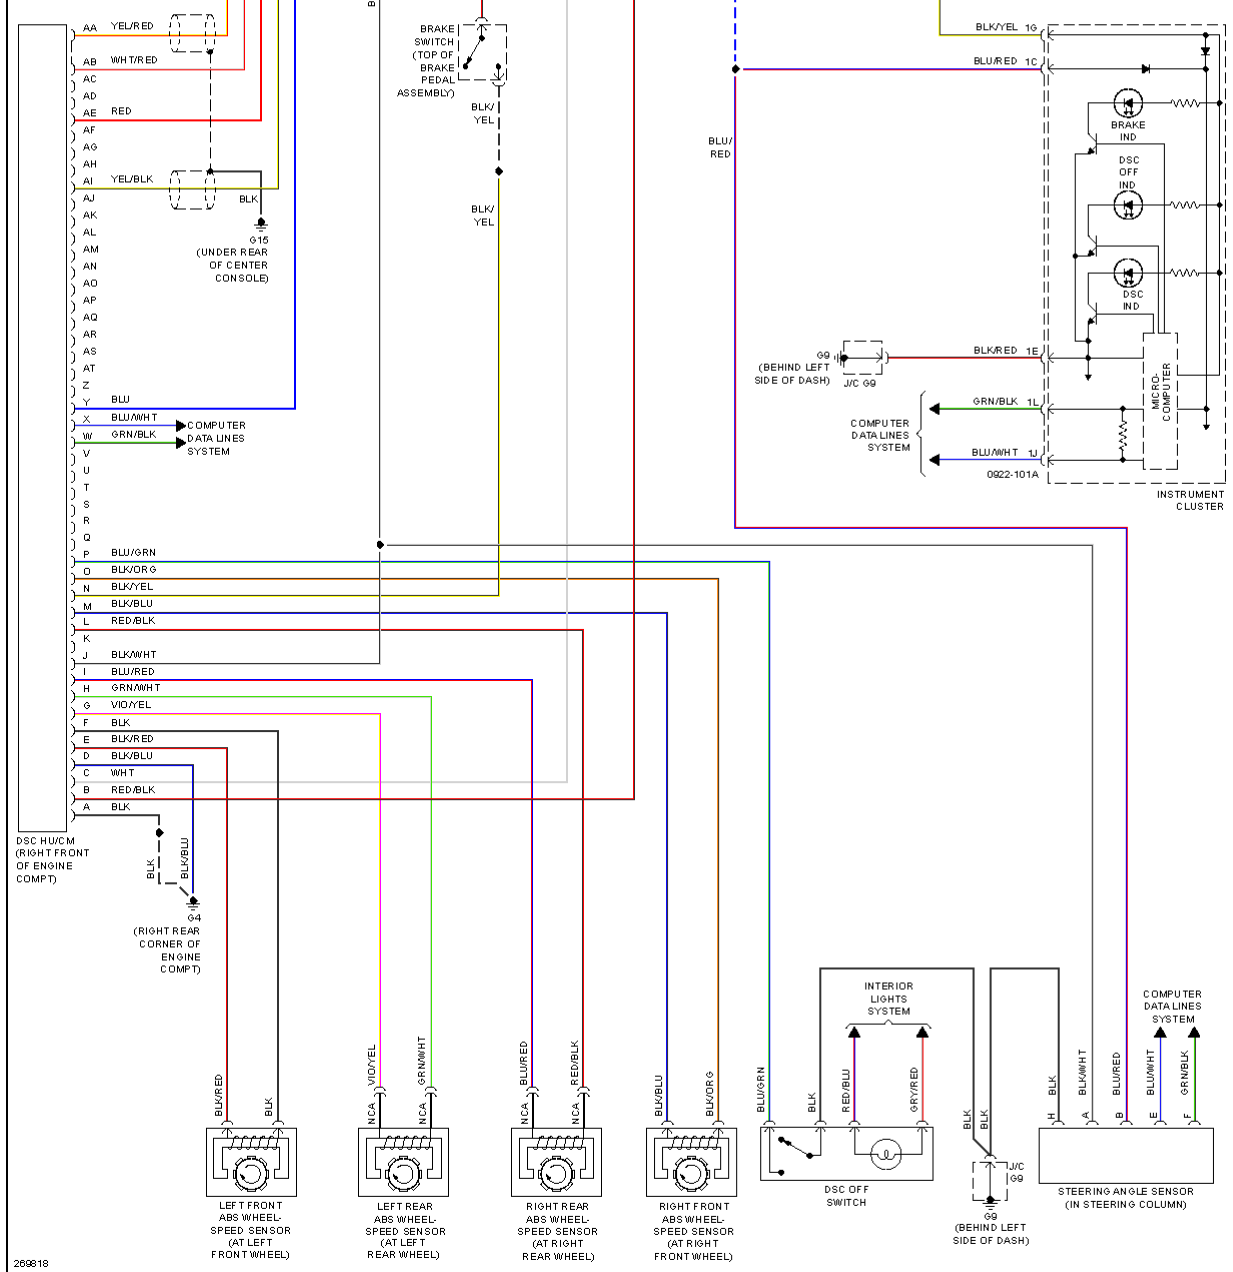 AA YEL/RED
AB WHT/RED
AC
AD
AE RED
AF
AG
AH
AI YEL/BLK
AJ
AK
AL
AM
AN
AO
AP
AQ
AR
AS
AT
Z
Y BLU
X BLU/WHT
W GRN/BLK
V
U
T
S
R
Q
P BLU/GRN
O BLK/ORG
N BLK/YEL
M BLK/BLU
L RED/BLK
K
J BLK/WHT
I BLU/RED
H GRN/WHT
G VIO/YEL
F BLK
E BLK/RED
D BLK/BLU
C WHT
B RED/BLK
A BLK
DSC HU/CM
(RIGHT FRONT
OF ENGINE
COMPT)
BLK
G15
(UNDER REAR
OF CENTER
CONSOLE)
COMPUTER
DATA LINES
SYSTEM
B
BRAKE
SWITCH
(TOP OF
BRAKE
PEDAL
ASSEMBLY)
BLK/
YEL
BLK/
YEL
BLU/
RED
BLK/YEL 1G
BLU/RED 1C
BRAKE
IND
DSC
OFF
IND
DSC
IND
BLK/RED 1E
G9
(BEHIND LEFT
SIDE OF DASH)
J/C G9
GRN/BLK 1L
COMPUTER
DATA LINES
SYSTEM
BLU/WHT 1J
0922-101A
MICRO-
COMPUTER
INSTRUMENT
CLUSTER
BLK
BLK/BLU
G4
(RIGHT REAR
CORNER OF
ENGINE
COMPT)
BLK/RED
BLK
LEFT FRONT
ABS WHEEL-
SPEED SENSOR
(AT LEFT
FRONT WHEEL)
VIO/YEL
GRN/WHT
NCA
NCA
LEFT REAR
ABS WHEEL-
SPEED SENSOR
(AT LEFT
REAR WHEEL)
BLU/RED
RED/BLK
NCA
NCA
RIGHT REAR
ABS WHEEL-
SPEED SENSOR
(AT RIGHT
REAR WHEEL)
BLK/BLU
BLK/ORG
RIGHT FRONT
ABS WHEEL-
SPEED SENSOR
(AT RIGHT
FRONT WHEEL)
INTERIOR
LIGHTS
SYSTEM
BLU/GRN
BLK
RED/BLU
GRY/RED
DSC OFF
SWITCH
BLK
BLK
J/C
G9
G9
(BEHIND LEFT
SIDE OF DASH)
COMPUTER
DATA LINES
SYSTEM
BLK
BLK/WHT
BLU/RED
BLU/WHT
GRN/BLK
H
A
B
E
F
STEERING ANGLE SENSOR
(IN STEERING COLUMN)
269818